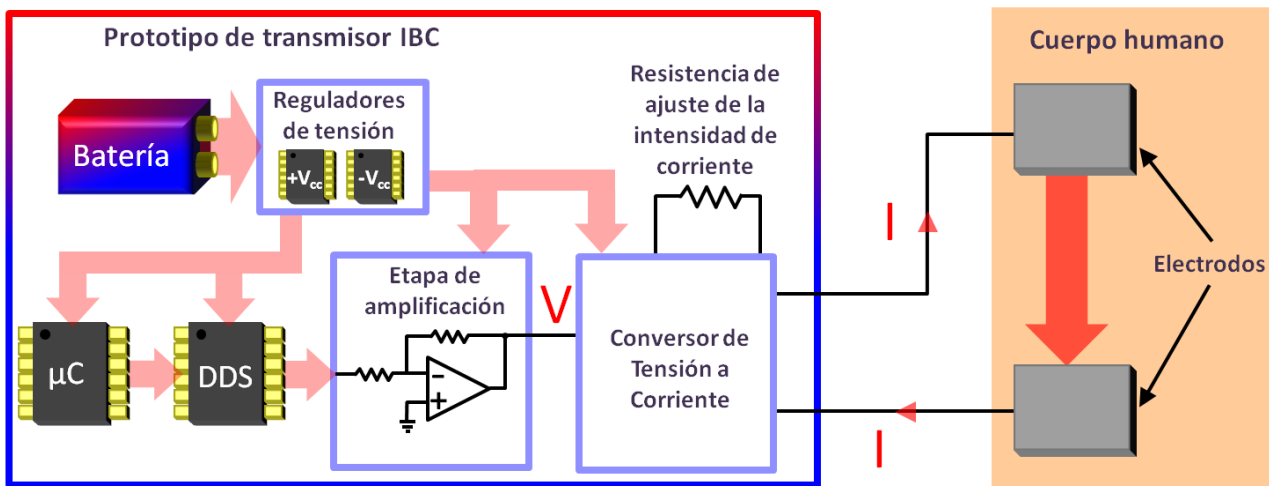 Prototipo de transmisor IBC
Cuerpo humano
Batería
Reguladores
de tensión
+Vcc
-Vcc
Resistencia de
ajuste de la
intensidad de
corriente
I
Electrodos
Etapa de
amplificación
V
Conversor de
Tensión a
Corriente
µC
DDS
−
+
I